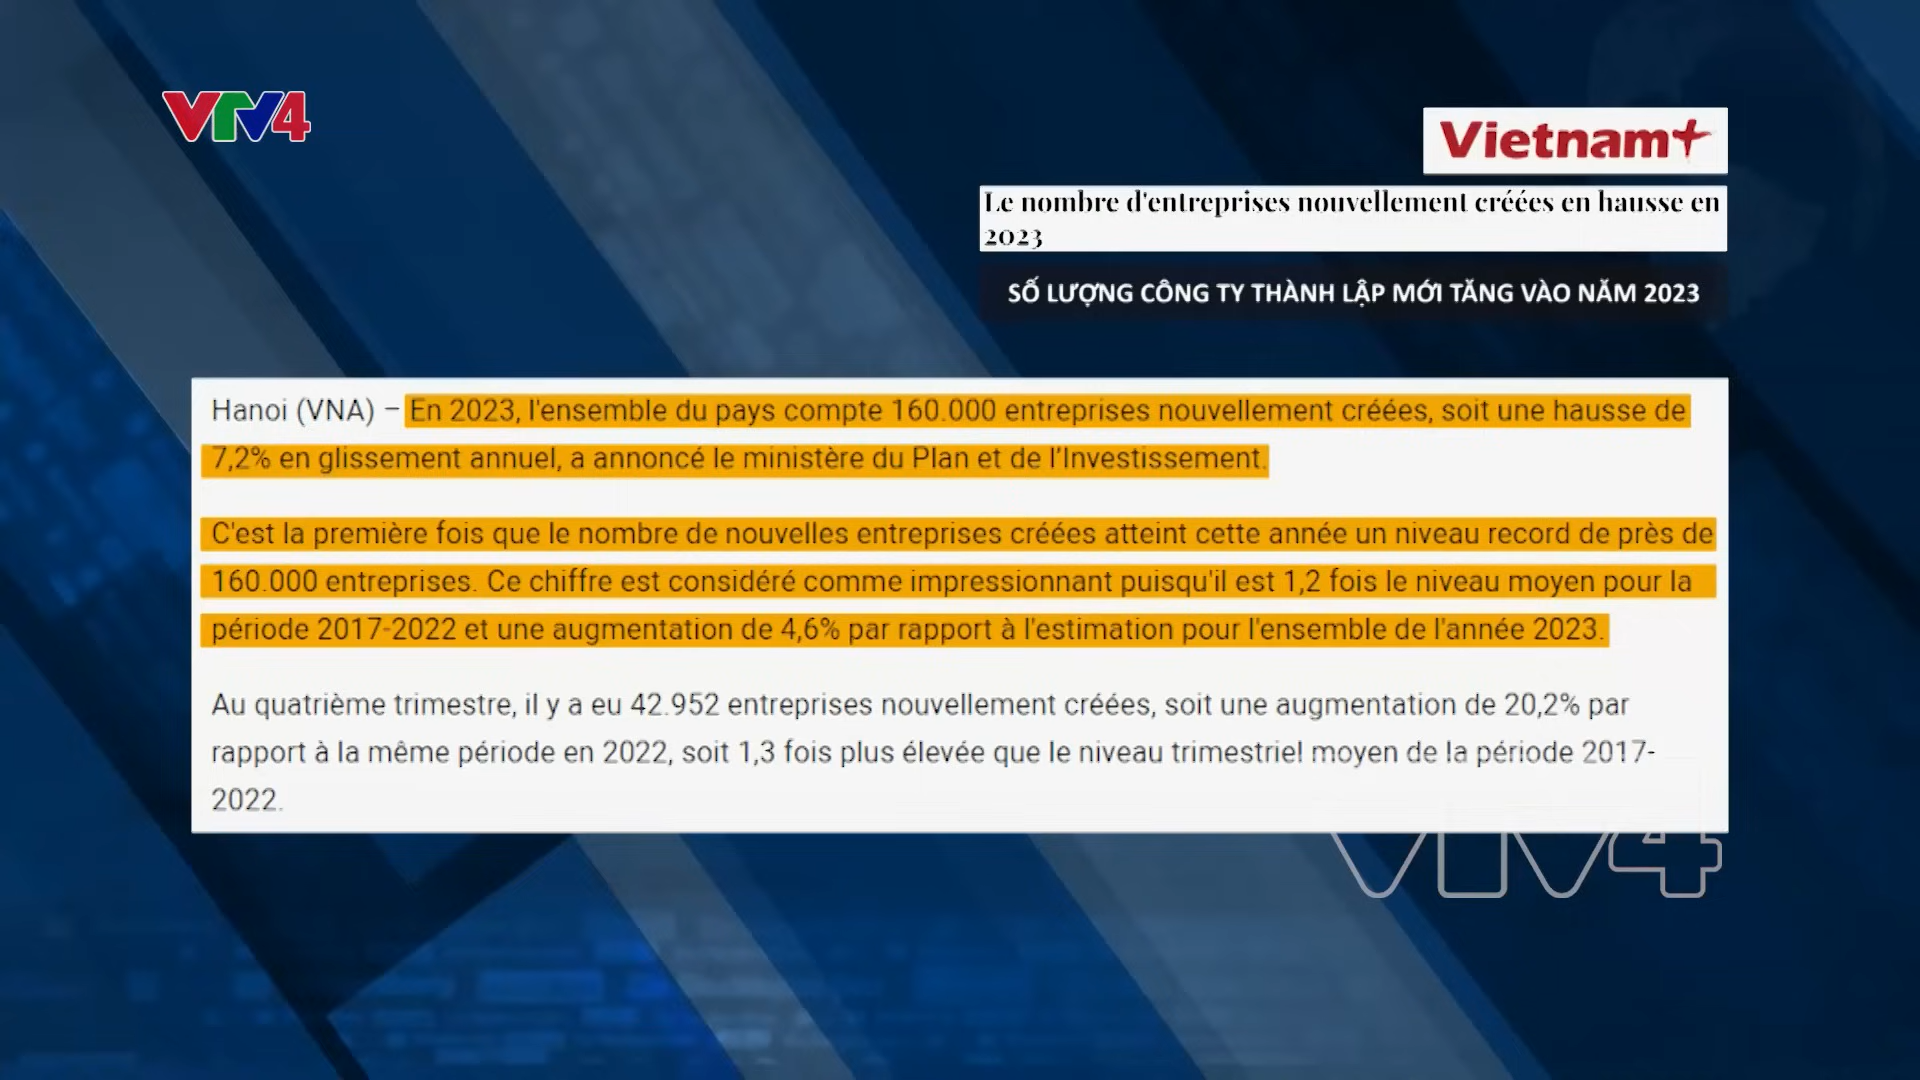 VTV4
Vietnam+
Le nombre d'entreprises nouvellement créées en hausse en
2023
SỐ LƯỢNG CÔNG TY THÀNH LẬP MỚI TĂNG VÀO NĂM 2023
Hanoi (VNA) – En 2023, l'ensemble du pays compte 160.000 entreprises nouvellement créées, soit une hausse de
7,2% en glissement annuel, a annoncé le ministère du Plan et de l’Investissement.
C'est la première fois que le nombre de nouvelles entreprises créées atteint cette année un niveau record de près de
160.000 entreprises. Ce chiffre est considéré comme impressionnant puisqu'il est 1,2 fois le niveau moyen pour la
période 2017-2022 et une augmentation de 4,6% par rapport à l'estimation pour l'ensemble de l'année 2023.
Au quatrième trimestre, il y a eu 42.952 entreprises nouvellement créées, soit une augmentation de 20,2% par
rapport à la même période en 2022, soit 1,3 fois plus élevée que le niveau trimestriel moyen de la période 2017-
2022.
VTV4